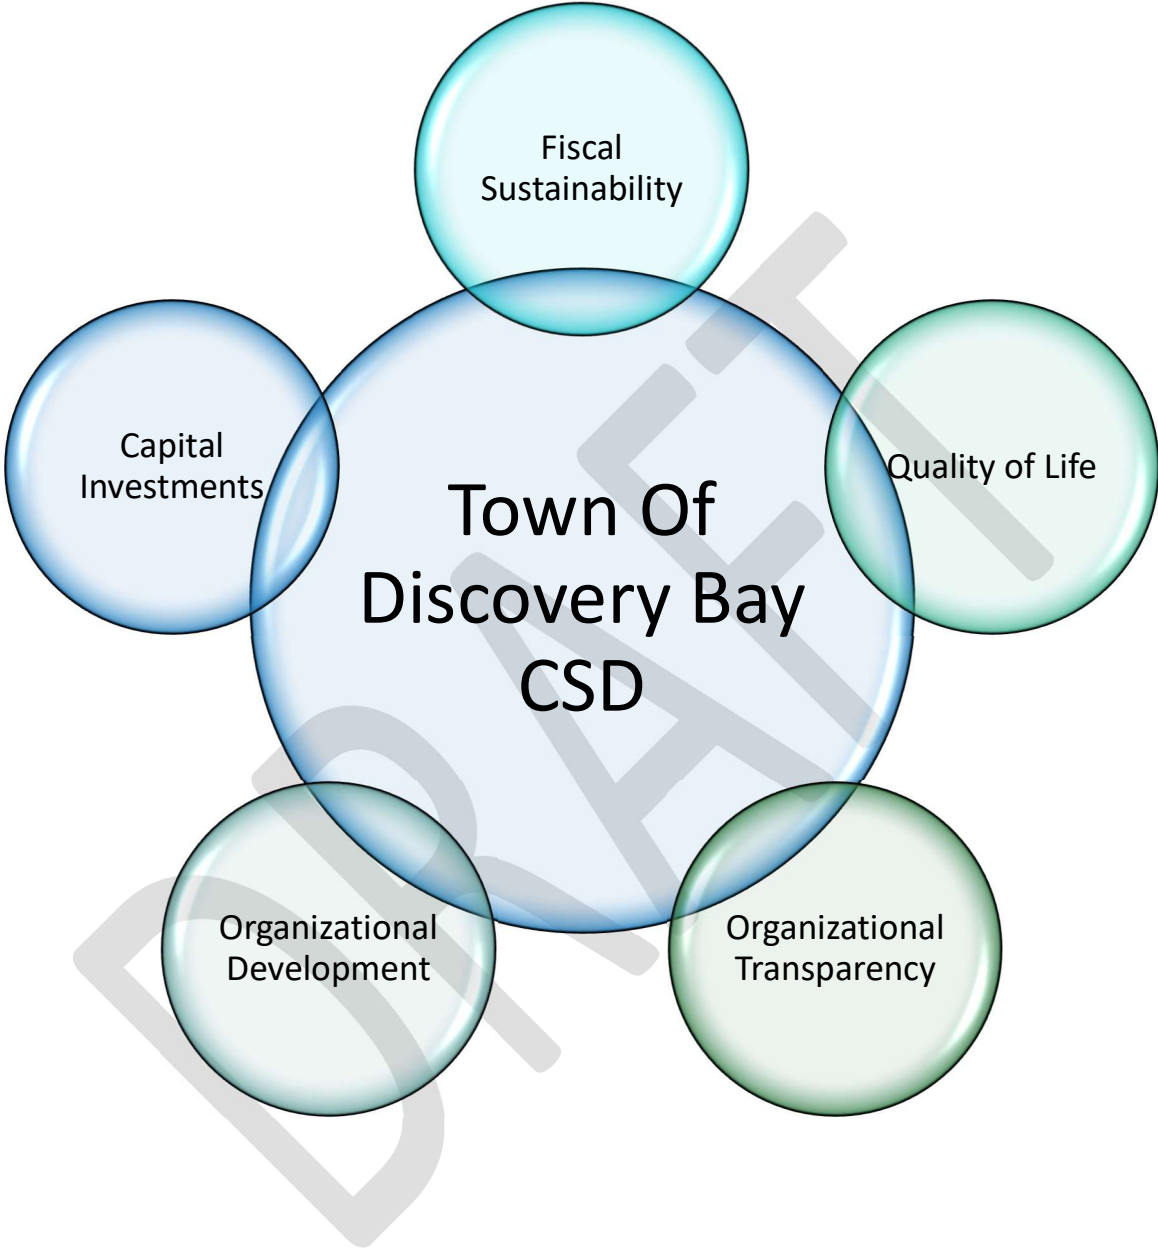 Fiscal
Sustainability
Quality of Life
Capital
Investments
Town Of
Discovery Bay
CSD
Organizational
Development
Organizational
Transparency
DRAFT